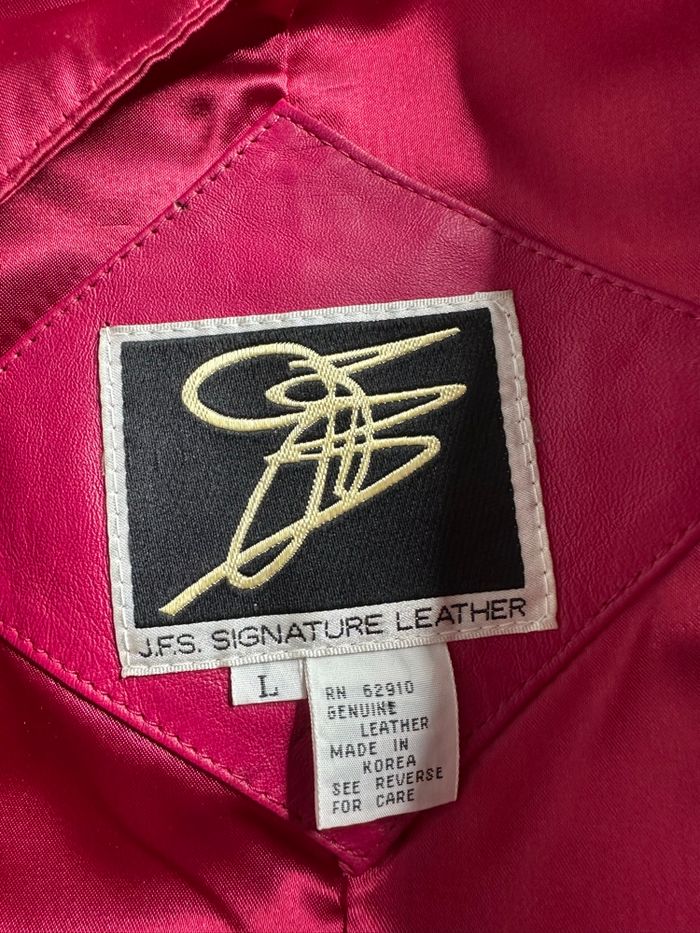 J.F.S. SIGNATURE LEATHER
L
RN 62910
GENUINE
LEATHER
MADE IN
KOREA
SEE REVERSE
FOR CARE